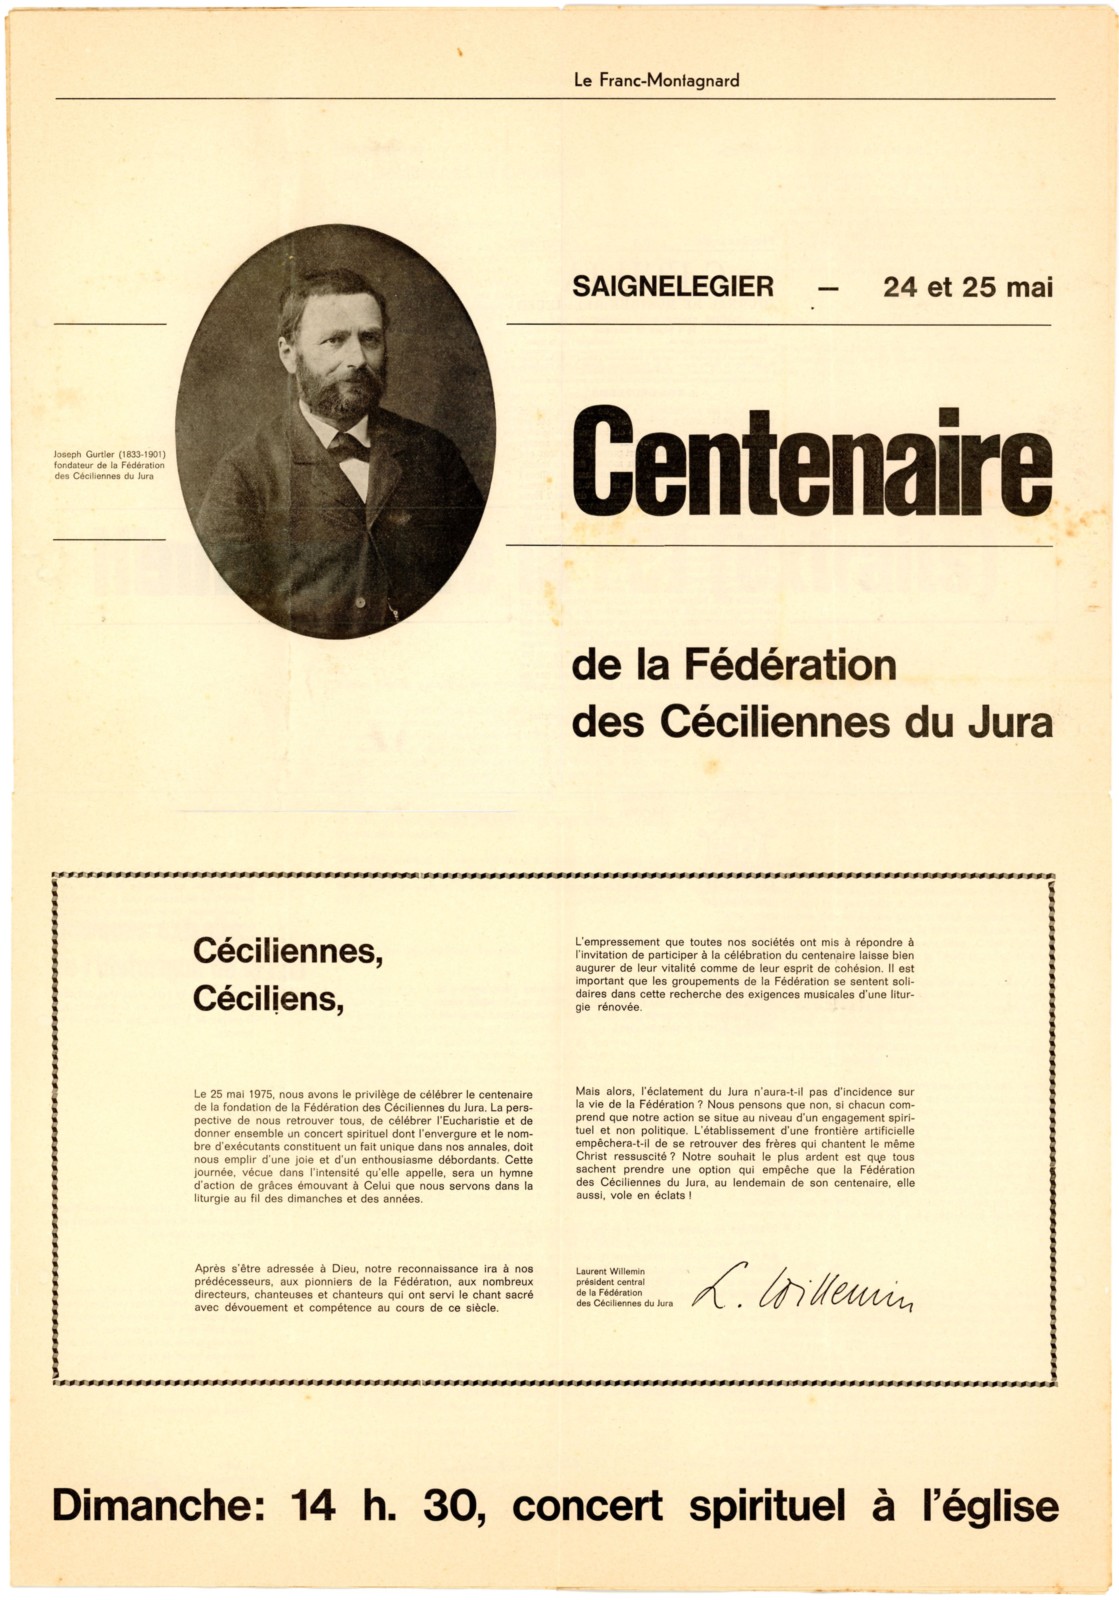 Le Franc-Montagnard
SAIGNELEGIER — 24 et 25 mai
Joseph Gurtler (1833-1901)
fondateur de la Fédération
des Céciliennes du Jura
Centenaire
de la Fédération
des Céciliennes du Jura
Céciliennes,
Céciliens,
Le 25 mai 1975, nous avons le privilège de célébrer le centenaire
de la fondation de la Fédération des Céciliennes du Jura. La pers-
pective de nous retrouver tous, de célébrer l'Eucharistie et de
donner ensemble un concert spirituel dont l'envergure et le nom-
bre d'exécutants constituent un fait unique dans nos annales, doit
nous emplir d'une joie et d'un enthousiasme débordants. Cette
journée, vécue dans l'intensité qu'elle appelle, sera un hymne
d'action de grâces émouvant à Celui que nous servons dans la
liturgie au fil des dimanches et des années.
Après s'être adressée à Dieu, notre reconnaissance ira à nos
prédécesseurs, aux pionniers de la Fédération, aux nombreux
directeurs, chanteuses et chanteurs qui ont servi le chant sacré
avec dévouement et compétence au cours de ce siècle.
L'empressement que toutes nos sociétés ont mis à répondre à
l'invitation de participer à la célébration du centenaire laisse bien
augurer de leur vitalité comme de leur esprit de cohésion. Il est
important que les groupements de la Fédération se sentent soli-
daires dans cette recherche des exigences musicales d'une litur-
gie rénovée.
Mais alors, l'éclatement du Jura n'aura-t-il pas d'incidence sur
la vie de la Fédération ? Nous pensons que non, si chacun com-
prend que notre action se situe au niveau d'un engagement spiri-
tuel et non politique. L'établissement d'une frontière artificielle
empêchera-t-il de se retrouver des frères qui chantent le même
Christ ressuscité ? Notre souhait le plus ardent est que tous
sachent prendre une option qui empêche que la Fédération
des Céciliennes du Jura, au lendemain de son centenaire, elle
aussi, vole en éclats !
Laurent Willemin
président central
de la Fédération
des Céciliennes du Jura
L. Willemin
Dimanche: 14 h. 30, concert spirituel à l'église